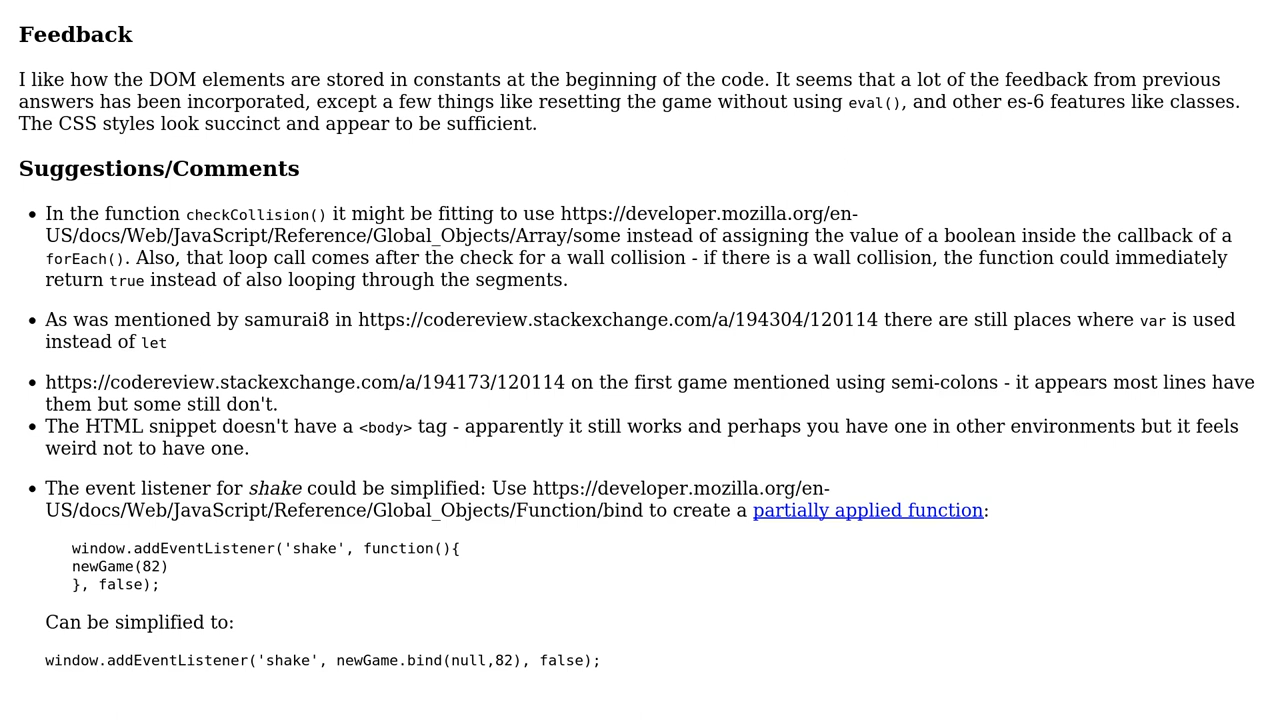 Feedback
I like how the DOM elements are stored in constants at the beginning of the code. It seems that a lot of the feedback from previous
answers has been incorporated, except a few things like resetting the game without using eval(), and other es-6 features like classes.
The CSS styles look succinct and appear to be sufficient.
Suggestions/Comments
• In the function checkCollision() it might be fitting to use https://developer.mozilla.org/en-
US/docs/Web/JavaScript/Reference/Global_Objects/Array/some instead of assigning the value of a boolean inside the callback of a
forEach(). Also, that loop call comes after the check for a wall collision - if there is a wall collision, the function could immediately
return true instead of also looping through the segments.
• As was mentioned by samurai8 in https://codereview.stackexchange.com/a/194304/120114 there are still places where var is used
instead of let
• https://codereview.stackexchange.com/a/194173/120114 on the first game mentioned using semi-colons - it appears most lines have
them but some still don't.
• The HTML snippet doesn't have a <body> tag - apparently it still works and perhaps you have one in other environments but it feels
weird not to have one.
• The event listener for shake could be simplified: Use https://developer.mozilla.org/en-
US/docs/Web/JavaScript/Reference/Global_Objects/Function/bind to create a partially applied function:
window.addEventListener('shake', function(){
newGame(82)
}, false);
Can be simplified to:
window.addEventListener('shake', newGame.bind(null,82), false);